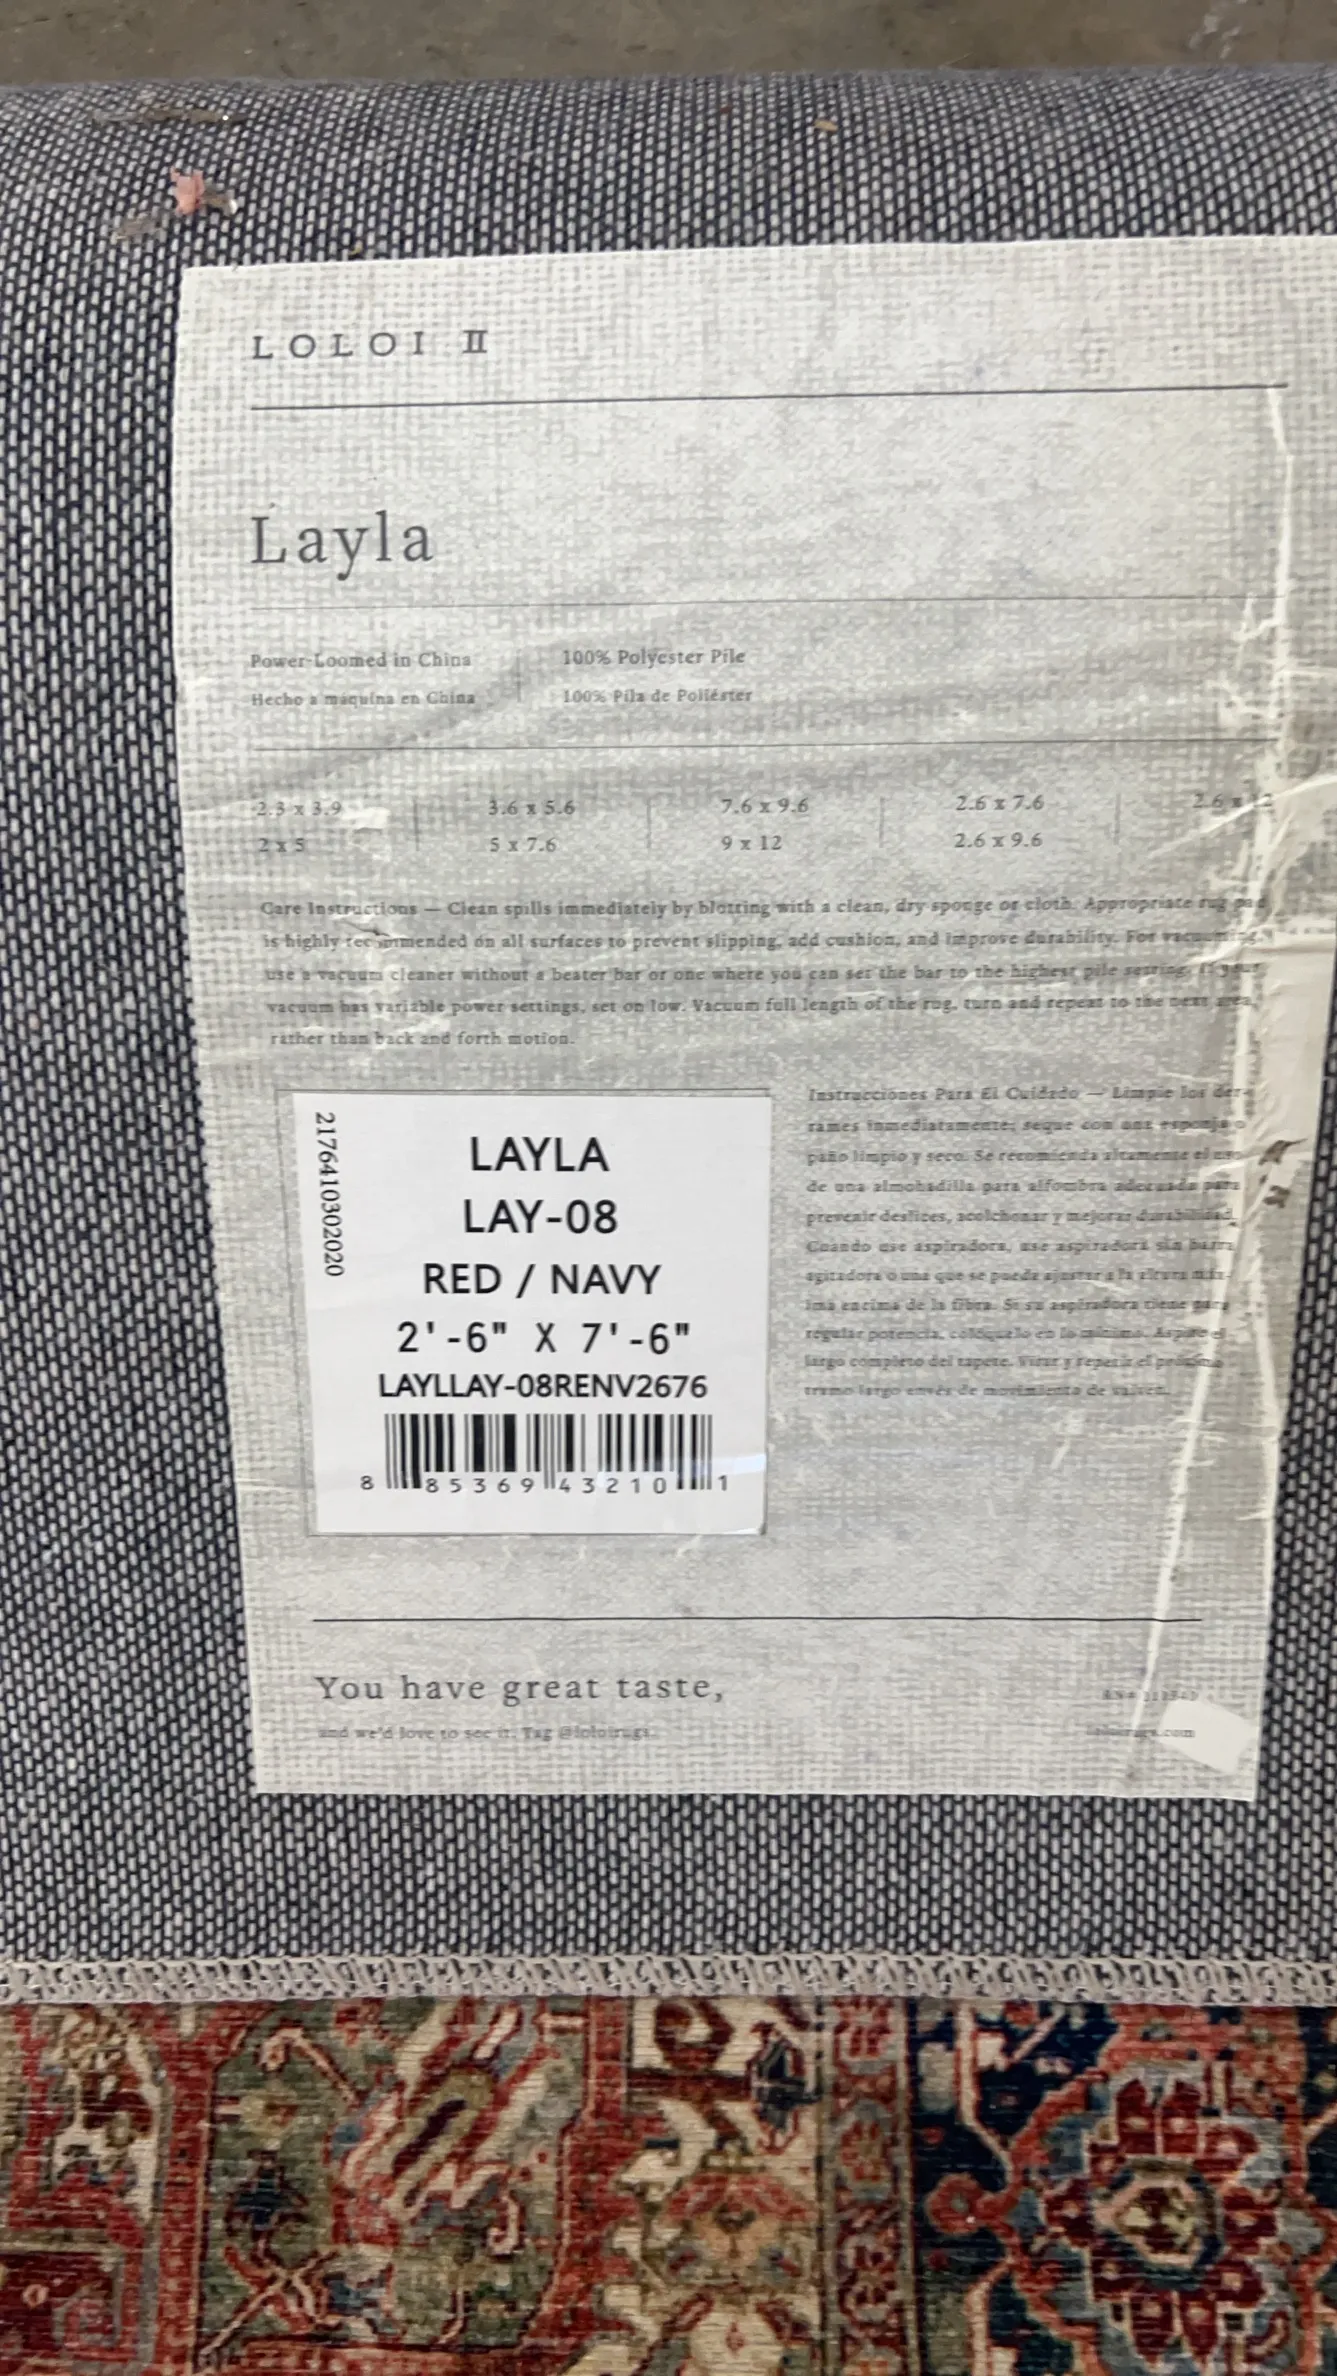 LOLOI II
Layla
Power-Loomed in China
100% Polyester Pile
Hecho a máquina en China
100% Pila de Poliéster
2.3 x 3.9
3.6 x 5.6
7.6 x 9.6
2.6 x 7.6
2.6 x 12
2 x 5
5 x 7.6
9 x 12
2.6 x 9.6
Care Instructions — Clean spills immediately by blotting with a clean, dry sponge or cloth. Appropriate rug pad
is highly recommended on all surfaces to prevent slipping, add cushion, and improve durability. For vacuuming,
use a vacuum cleaner without a beater bar or one where you can set the bar to the highest pile setting. If your
vacuum has variable power settings, set on low. Vacuum full length of the rug, turn and repeat to the next area,
rather than back and forth motion.
217641030202​0
LAYLA
LAY-08
RED / NAVY
2'-6" X 7'-6"
LAYLLAY-08RENV2676
8 85369 43210 1
Instrucciones Para El Cuidado — Limpie los der-
rames inmediatamente; seque con una esponja o
paño limpio y seco. Se recomienda altamente el uso
de una almohadilla para alfombra adecuada para
prevenir deslices, acolchonar y mejorar durabilidad.
Cuando use aspiradora, use aspiradora sin barra
agitadora o una que se pueda ajustar a la altura máx-
ima encima de la fibra. Si su aspiradora tiene para
regular potencia, colóquelo en lo mínimo. Aspire el
largo completo del tapete. Virar y repetir el próximo
tramo largo envés de movimiento de vaivén.
You have great taste,
and we'd love to see it. Tag @loloirugs.
loloirugs.com